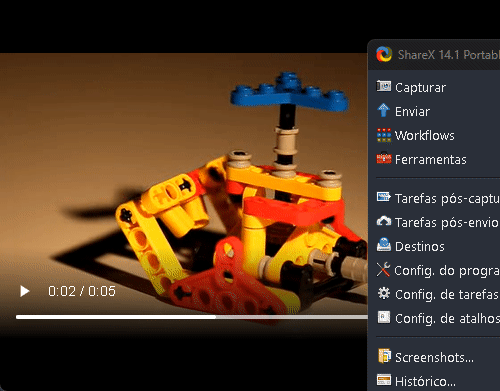 ShareX 14.1 Portabl
Capturar
Enviar
Workflows
Ferramentas
Tarefas pós-captu
Tarefas pós-envio
Destinos
Config. do progra
Config. de tarefas
Config. de atalhos
Screenshots...
Histórico...
0:02 / 0:05